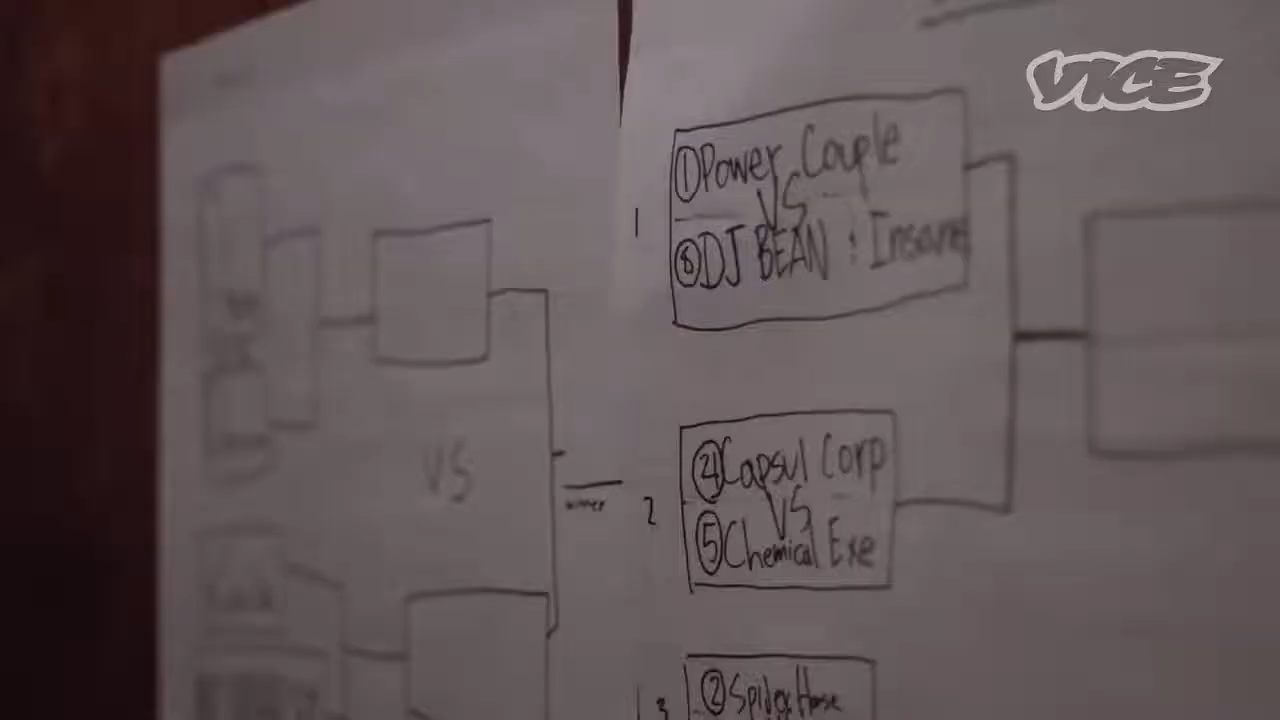 VICE
1
①Power Couple
VS
⑧DJ BEAN : Insane
VS
winner
2
④Capsul Corp
VS
⑤Chemical Exe
3
②Spider House